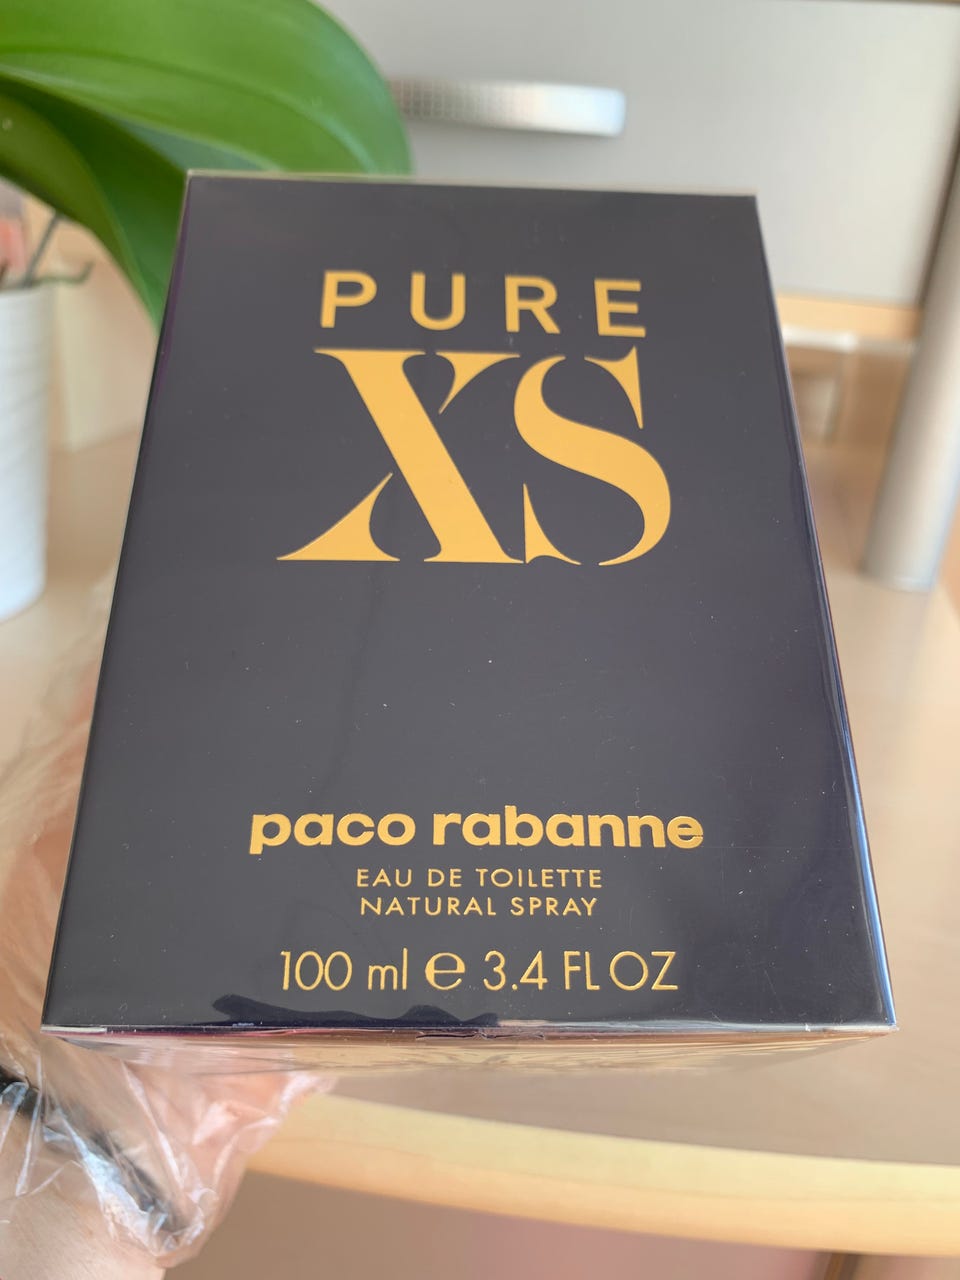 PURE
XS
paco rabanne
EAU DE TOILETTE
NATURAL SPRAY
100 ml ℮ 3.4 FL OZ